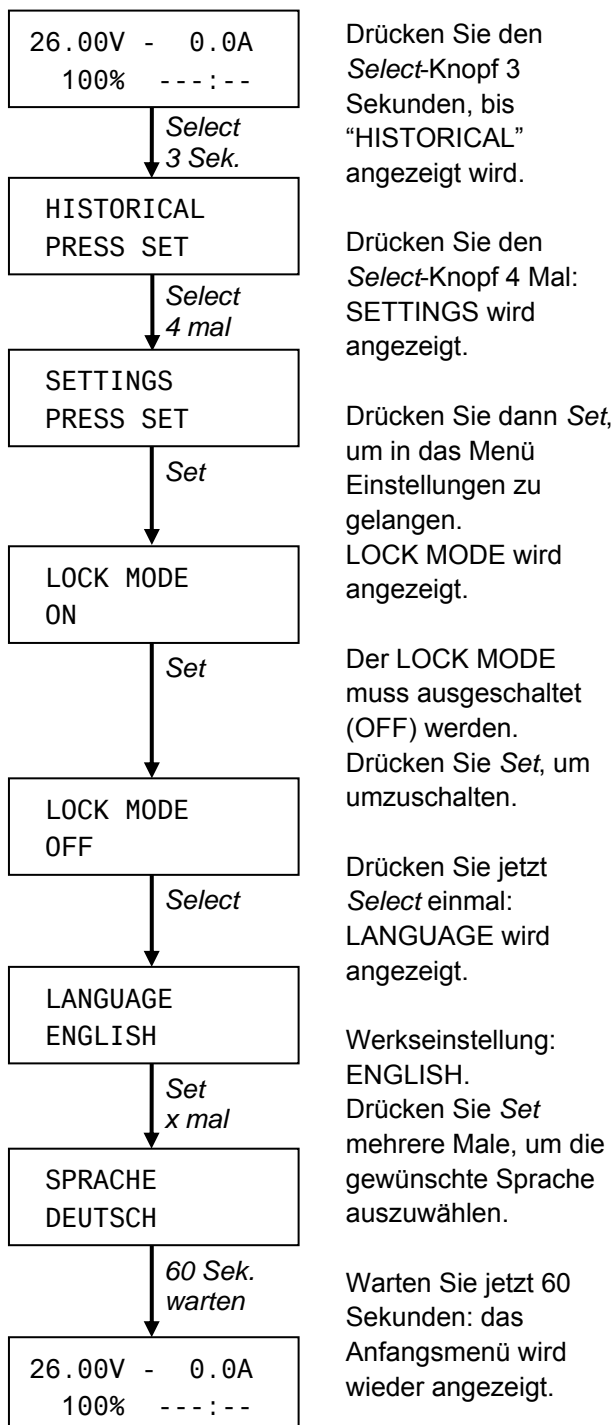 26.00V - 0.0A
100% ---:--
Drücken Sie den
Select-Knopf 3
Sekunden, bis
“HISTORICAL”
angezeigt wird.
Select
3 Sek.
HISTORICAL
PRESS SET
Drücken Sie den
Select-Knopf 4 Mal:
SETTINGS wird
angezeigt.
Select
4 mal
SETTINGS
PRESS SET
Drücken Sie dann Set,
um in das Menü
Einstellungen zu
gelangen.
LOCK MODE wird
angezeigt.
Set
LOCK MODE
ON
Der LOCK MODE
muss ausgeschaltet
(OFF) werden.
Drücken Sie Set, um
umzuschalten.
Set
LOCK MODE
OFF
Drücken Sie jetzt
Select einmal:
LANGUAGE wird
angezeigt.
Select
LANGUAGE
ENGLISH
Werkseinstellung:
ENGLISH.
Drücken Sie Set
mehrere Male, um die
gewünschte Sprache
auszuwählen.
Set
x mal
SPRACHE
DEUTSCH
60 Sek.
warten
Warten Sie jetzt 60
Sekunden: das
Anfangsmenü wird
wieder angezeigt.
26.00V - 0.0A
100% ---:--